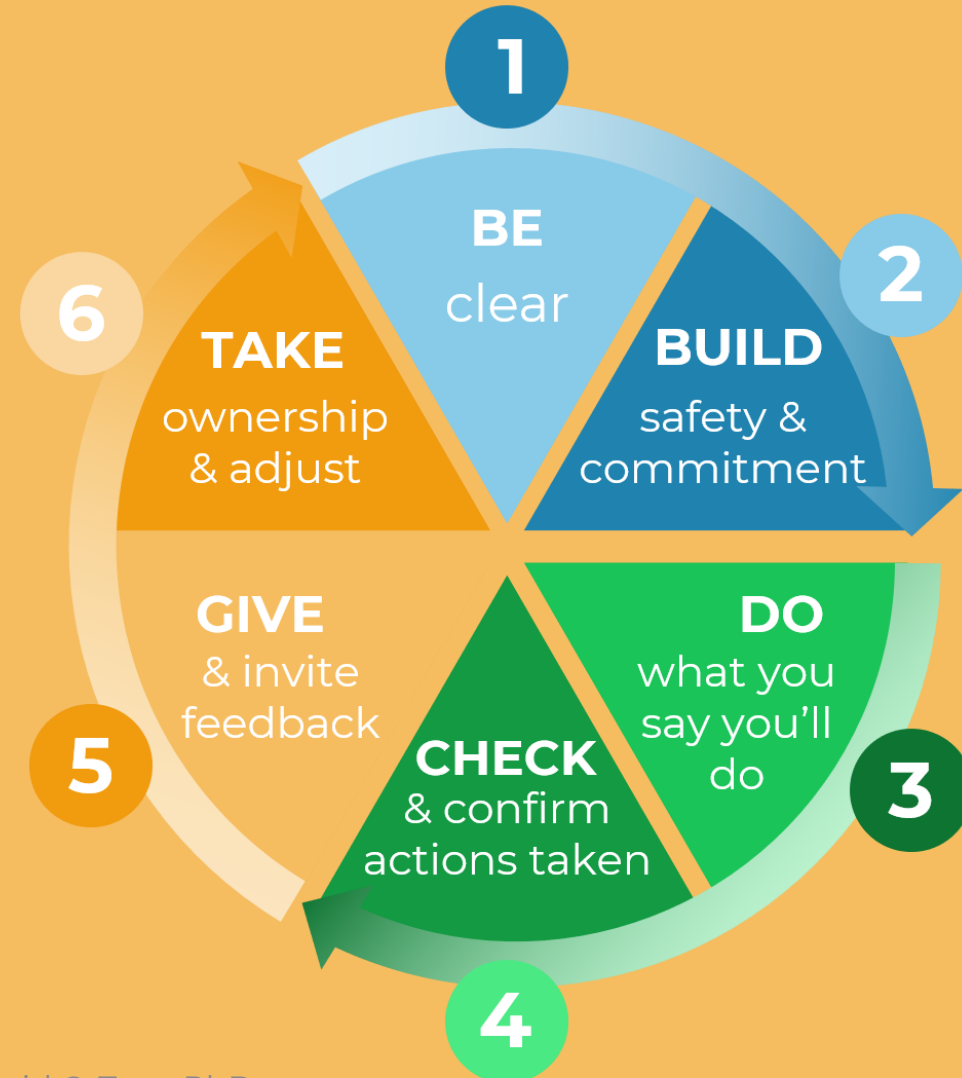 1
BE
clear
2
BUILD
safety &
commitment
3
DO
what you
say you'll
do
4
CHECK
& confirm
actions taken
5
GIVE
& invite
feedback
6
TAKE
ownership
& adjust